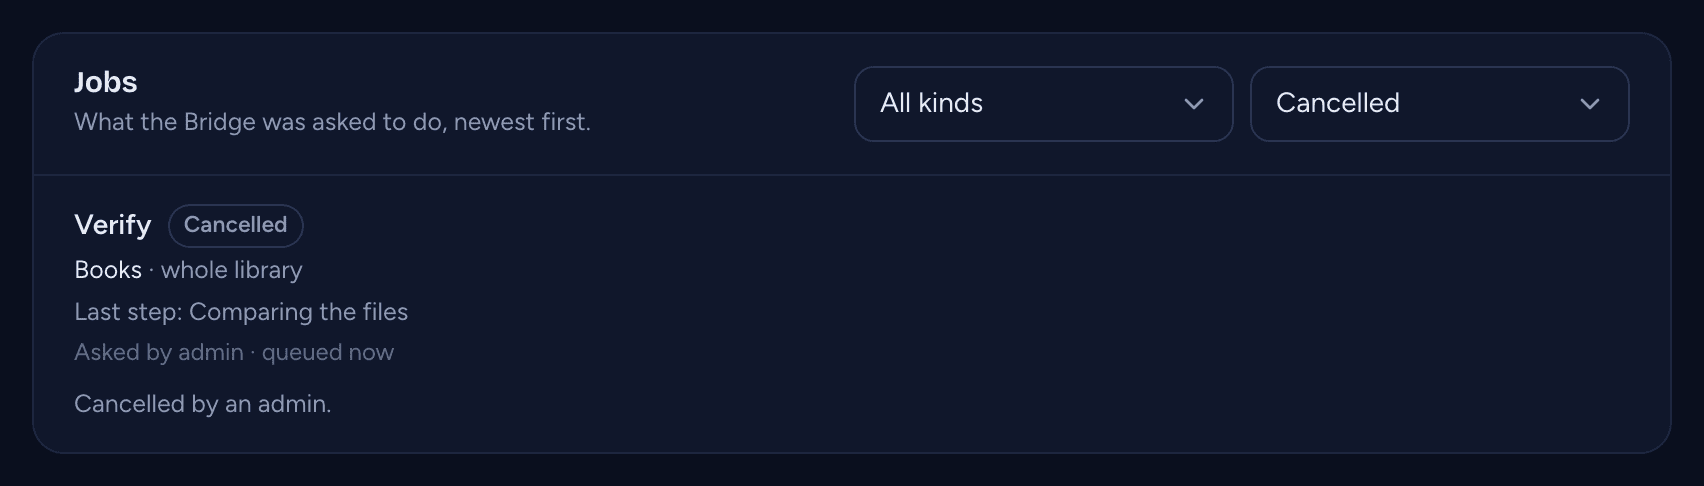 Jobs
What the Bridge was asked to do, newest first.
All kinds
Cancelled
Verify
Cancelled
Books · whole library
Last step: Comparing the files
Asked by admin · queued now
Cancelled by an admin.